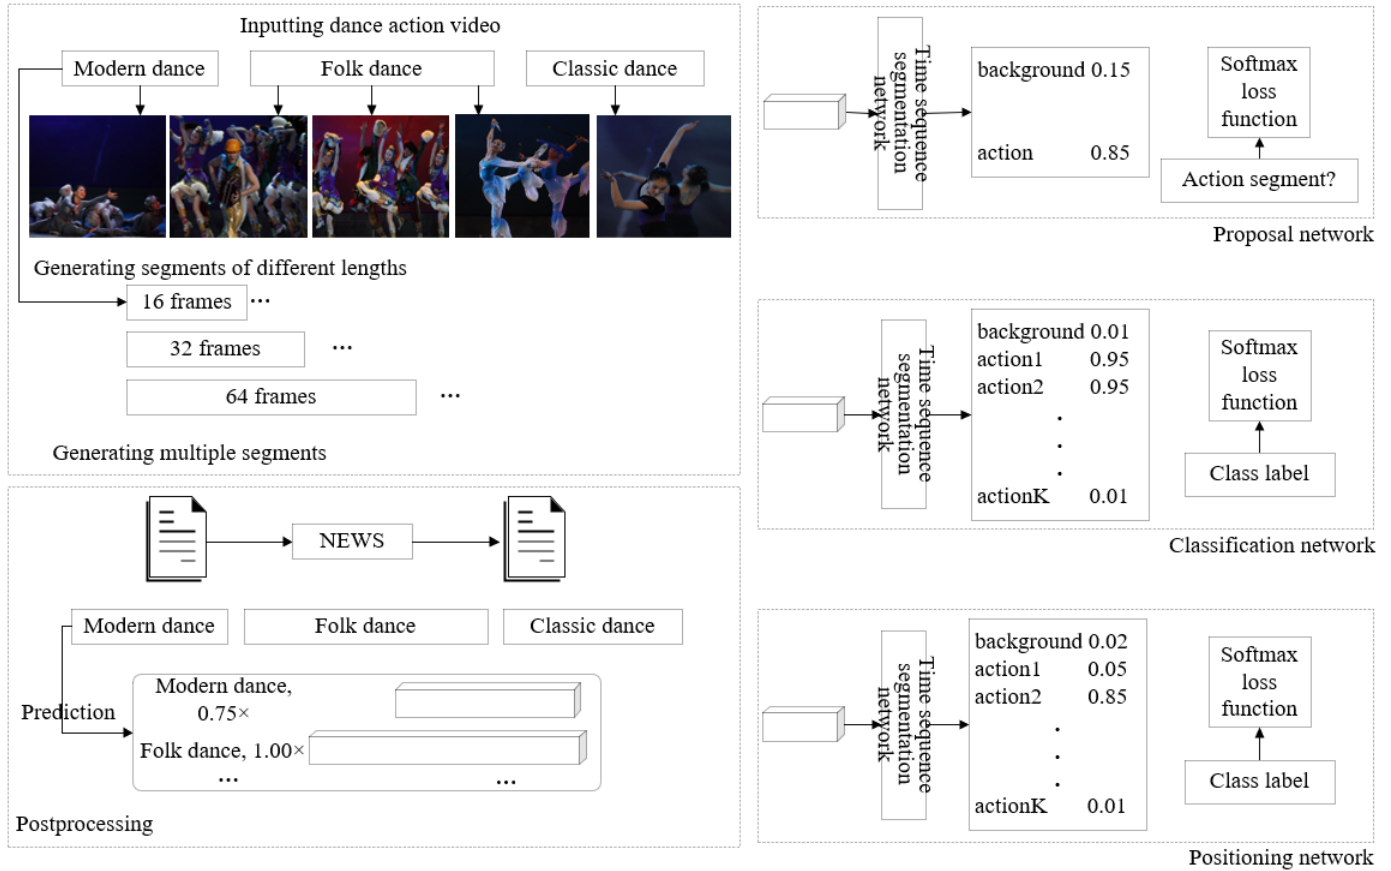 Inputting dance action video
Modern dance
Folk dance
Classic dance
Generating segments of different lengths
16 frames ...
32 frames ...
64 frames ...
Generating multiple segments
NEWS
Modern dance
Folk dance
Classic dance
Prediction
Modern dance,
0.75×
Folk dance, 1.00×
... ...
Postprocessing
Time sequence
segmentation
network
background 0.15
action 0.85
Softmax
loss
function
Action segment?
Proposal network
Time sequence
segmentation
network
background 0.01
action1 0.95
action2 0.95
.
.
.
actionK 0.01
Softmax
loss
function
Class label
Classification network
Time sequence
segmentation
network
background 0.02
action1 0.05
action2 0.85
.
.
.
actionK 0.01
Softmax
loss
function
Class label
Positioning network